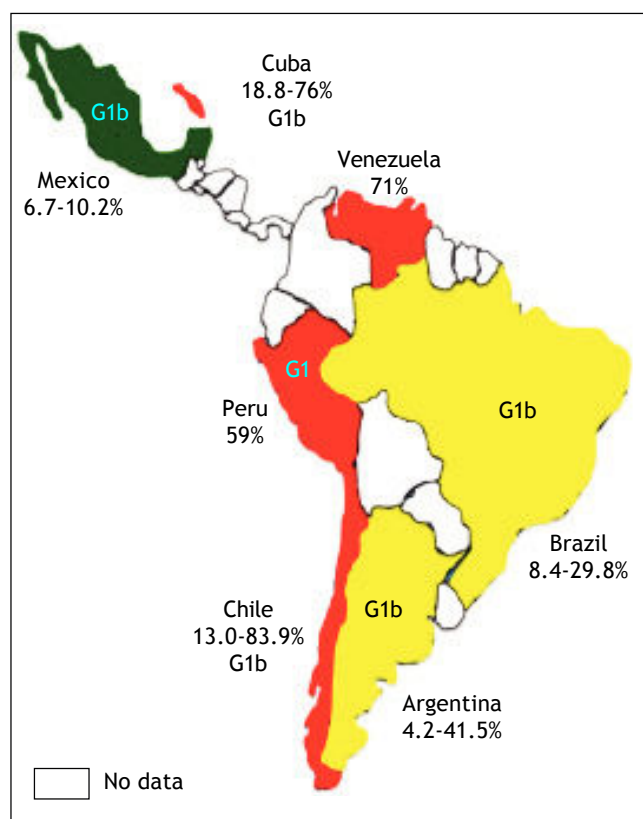 Cuba
18.8-76%
G1b
G1b
Venezuela
71%
Mexico
6.7-10.2%
G1
G1b
Peru
59%
Brazil
8.4-29.8%
Chile
13.0-83.9%
G1b
G1b
Argentina
4.2-41.5%
No data